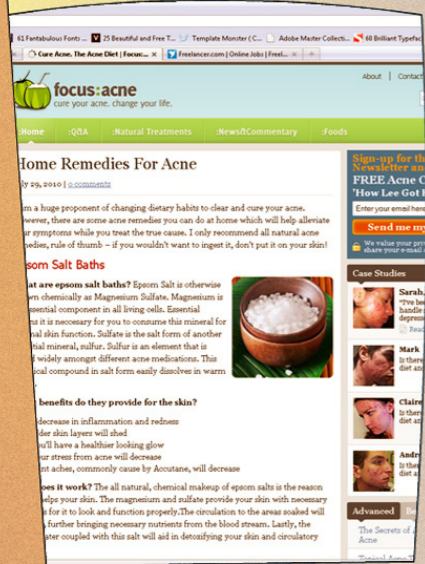 61 Fantabulous Fonts ... 25 Beautiful and Free T... Template Monster ( C... Adobe Master Collecti... 60 Brilliant Typefac
Cure Acne, The Acne Diet | Focus:... × Freelancer.com | Online Jobs | Freel... ×
About | Contact
focus:acne
cure your acne. change your life.
:Home :Q&A :Natural Treatments :News&Commentary :Foods
Home Remedies For Acne
ly 29, 2010 | 0 comments
m a huge proponent of changing dietary habits to clear and cure your acne.
wever, there are some acne remedies you can do at home which will help alleviate
ur symptoms while you treat the true cause. I only recommend all natural acne
medies, rule of thumb – if you wouldn't want to ingest it, don't put it on your skin!
psom Salt Baths
at are epsom salt baths? Epsom Salt is otherwise
wn chemically as Magnesium Sulfate. Magnesium is
essential component in all living cells. Essential
ns it is necessary for you to consume this mineral for
nal skin function. Sulfate is the salt form of another
tial mineral, sulfur. Sulfur is an element that is
widely amongst different acne medications. This
ical compound in salt form easily dissolves in warm
benefits do they provide for the skin?
decrease in inflammation and redness
der skin layers will shed
ou'll have a healthier looking glow
ur stress from acne will decrease
nt aches, commonly cause by Accutane, will decrease
oes it work? The all natural, chemical makeup of epsom salts is the reason
elps your skin. The magnesium and sulfate provide your skin with necessary
s for it to look and function properly.The circulation to the areas soaked will
, further bringing necessary nutrients from the blood stream. Lastly, the
ater coupled with this salt will aid in detoxifying your skin and circulatory
Sign-up for th
Newsletter an
FREE Acne C
'How Lee Got
Enter your email here
Send me my
We value your priv
share your e-mail a
Case Studies
Sarah,
"I've bee
handle
depress
Read
Mark
Is there
diet an
Claire
Is there
diet an
Andr
Is ther
diet a
Advanced Be
The Secrets of
Acne
Topical Acne T